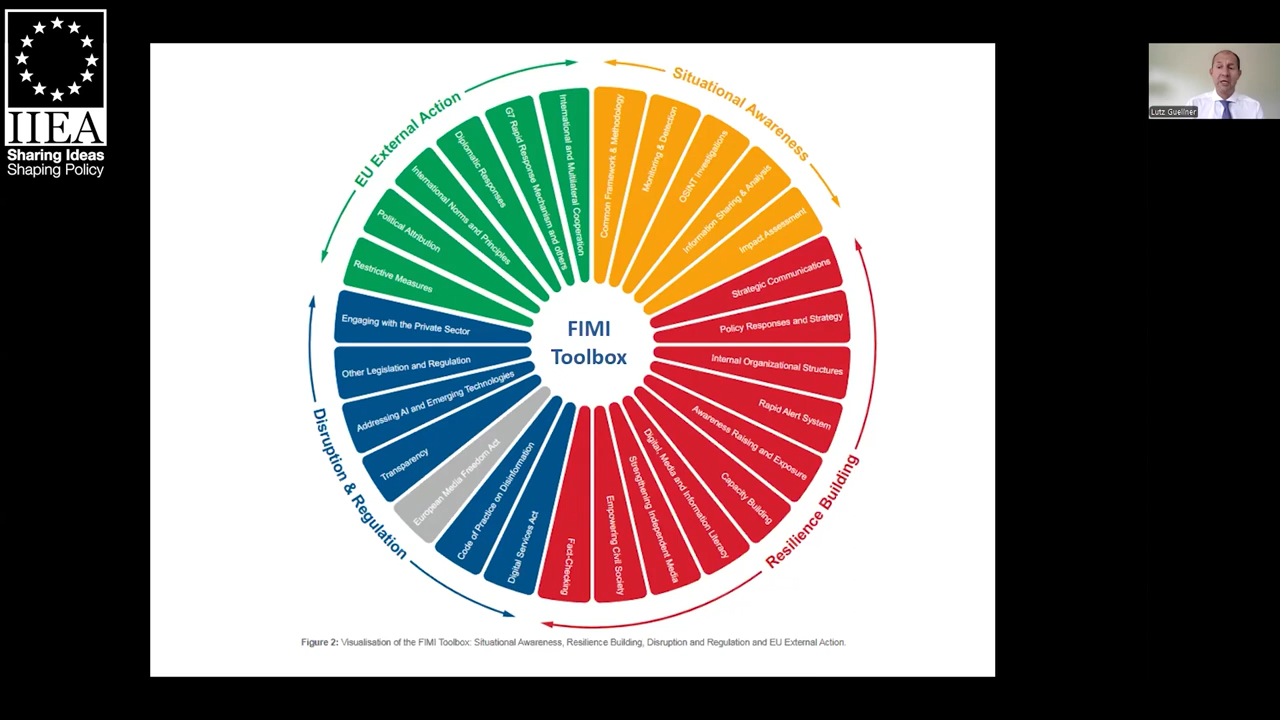 IIEA
Sharing Ideas
Shaping Policy
Lutz Guellner
Situational Awareness
Common Framework & Methodology
Monitoring & Detection
OSINT Investigations
Information Sharing & Analysis
Impact Assessment
Resilience Building
Strategic Communications
Policy Responses and Strategy
Internal Organizational Structures
Rapid Alert System
Awareness Raising and Exposure
Capacity Building
Digital, Media and Information Literacy
Strengthening Independent Media
Empowering Civil Society
Fact-Checking
Disruption & Regulation
Digital Services Act
Code of Practice on Disinformation
European Media Freedom Act
Transparency
Addressing AI and Emerging Technologies
Other Legislation and Regulation
Engaging with the Private Sector
EU External Action
Restrictive Measures
Political Attribution
International Norms and Principles
Diplomatic Responses
G7 Rapid Response Mechanism and others
International and Multilateral Cooperation
FIMI
Toolbox
Figure 2: Visualisation of the FIMI Toolbox: Situational Awareness, Resilience Building, Disruption and Regulation and EU External Action.